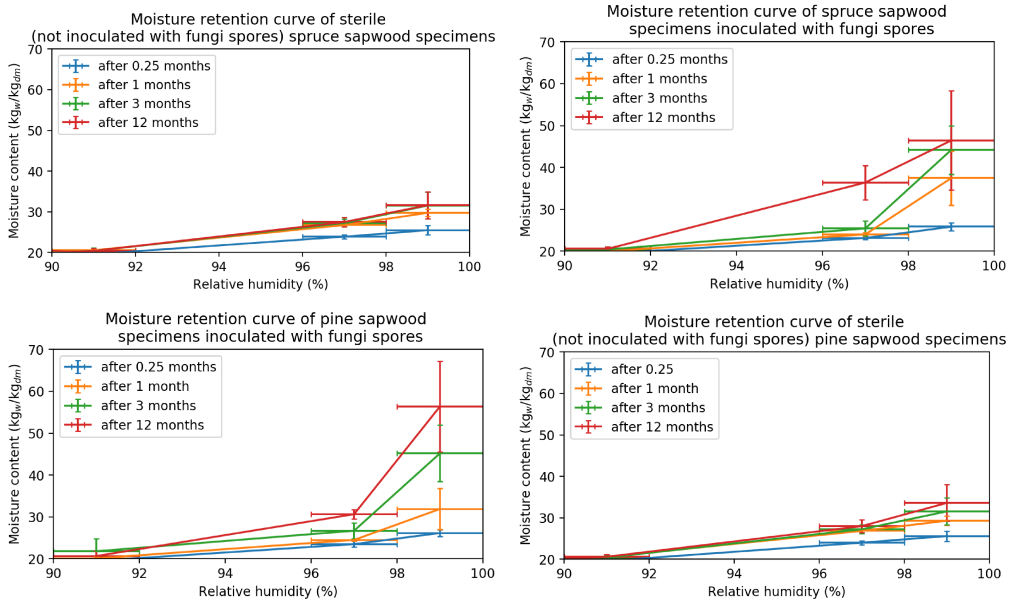 Moisture retention curve of sterile
(not inoculated with fungi spores) spruce sapwood specimens
Moisture content (kgw/kgdm)
70
60
50
40
30
20
after 0.25 months
after 1 months
after 3 months
after 12 months
90 92 94 96 98 100
Relative humidity (%)
Moisture retention curve of spruce sapwood
specimens inoculated with fungi spores
Moisture content (kgw/kgdm)
70
60
50
40
30
20
after 0.25 months
after 1 months
after 3 months
after 12 months
90 92 94 96 98 100
Relative humidity (%)
Moisture retention curve of pine sapwood
specimens inoculated with fungi spores
Moisture content (kgw/kgdm)
70
60
50
40
30
20
after 0.25 months
after 1 month
after 3 months
after 12 months
90 92 94 96 98 100
Relative humidity (%)
Moisture retention curve of sterile
(not inoculated with fungi spores) pine sapwood specimens
Moisture content (kgw/kgdm)
70
60
50
40
30
20
after 0.25
after 1 month
after 3 months
after 12 months
90 92 94 96 98 100
Relative humidity (%)